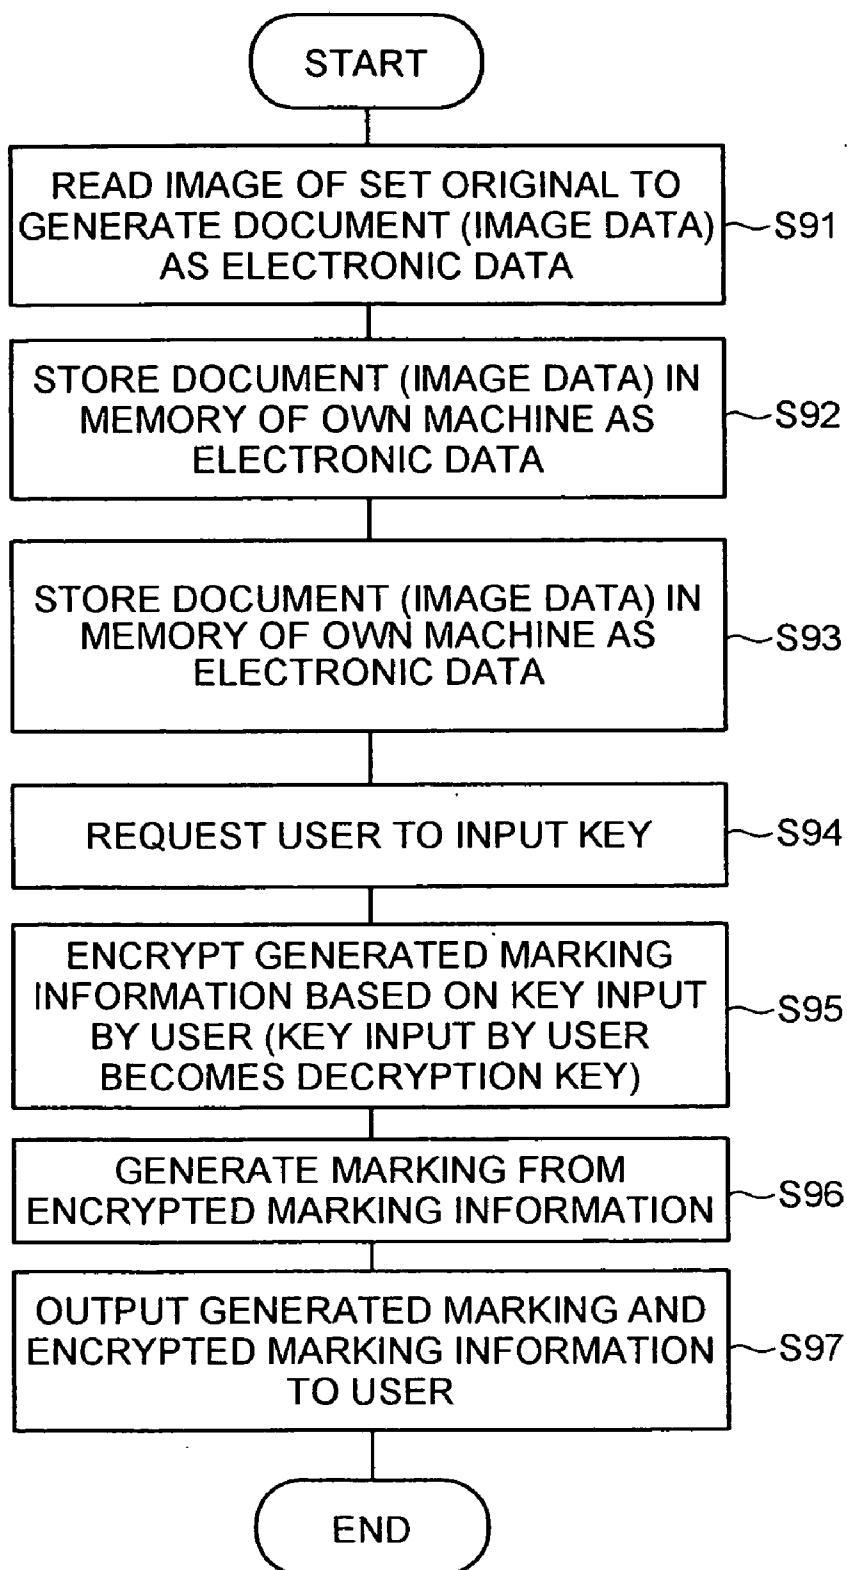 START
READ IMAGE OF SET ORIGINAL TO
GENERATE DOCUMENT (IMAGE DATA)
AS ELECTRONIC DATA
S91
STORE DOCUMENT (IMAGE DATA) IN
MEMORY OF OWN MACHINE AS
ELECTRONIC DATA
S92
STORE DOCUMENT (IMAGE DATA) IN
MEMORY OF OWN MACHINE AS
ELECTRONIC DATA
S93
REQUEST USER TO INPUT KEY
S94
ENCRYPT GENERATED MARKING
INFORMATION BASED ON KEY INPUT
BY USER (KEY INPUT BY USER
BECOMES DECRYPTION KEY)
S95
GENERATE MARKING FROM
ENCRYPTED MARKING INFORMATION
S96
OUTPUT GENERATED MARKING AND
ENCRYPTED MARKING INFORMATION
TO USER
S97
END